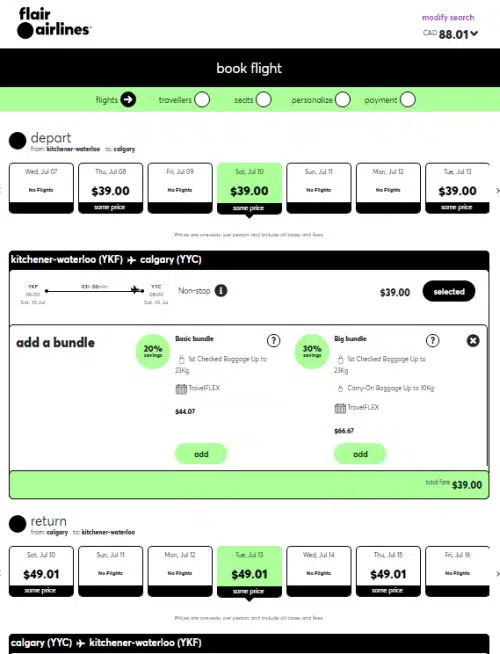 flair
airlines
modify search
CAD 88.01
book flight
flights travellers seats personalize payment
depart
from: kitchener-waterloo to: calgary
Wed, Jul 07 Thu, Jul 08 Fri, Jul 09 Sat, Jul 10 Sun, Jul 11 Mon, Jul 12 Tue, Jul 13
No Flights $39.00 No Flights $39.00 No Flights No Flights $39.00
same price same price same price
Prices are one-way, per person and include all taxes and fees.
kitchener-waterloo (YKF) calgary (YYC)
YKF YYC
Non-stop i $39.00 selected
Sat. 10 Jul Sat. 10 Jul
add a bundle
20%
savings
Basic bundle ?
1st Checked Baggage Up to
23Kg
TravelFLEX
$44.07
add
30%
savings
Big bundle ?
1st Checked Baggage Up to
23Kg
Carry-On Baggage Up to 10Kg
TravelFLEX
$66.67
add
total fare $39.00
return
from: calgary to: kitchener-waterloo
Sat, Jul 10 Sun, Jul 11 Mon, Jul 12 Tue, Jul 13 Wed, Jul 14 Thu, Jul 15 Fri, Jul 16
$49.01 No Flights No Flights $49.01 No Flights $49.01 No Flights
same price same price same price
Prices are one-way, per person and include all taxes and fees.
calgary (YYC) kitchener-waterloo (YKF)